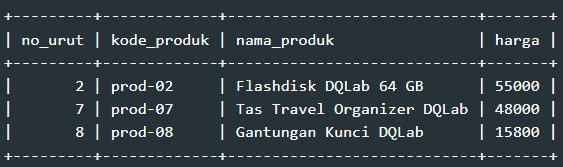 +---------+-------------+---------------------------+-------+
| no_urut | kode_produk | nama_produk               | harga |
+---------+-------------+---------------------------+-------+
|       2 | prod-02     | Flashdisk DQLab 64 GB     | 55000 |
|       7 | prod-07     | Tas Travel Organizer DQLab | 48000 |
|       8 | prod-08     | Gantungan Kunci DQLab     | 15800 |
+---------+-------------+---------------------------+-------+